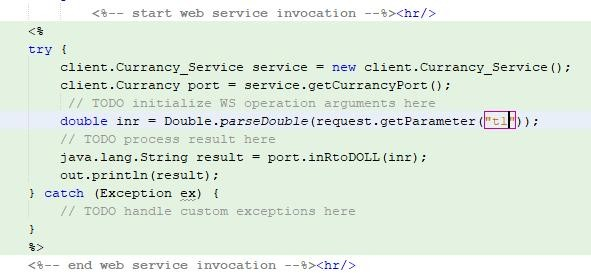 <%-- start web service invocation --%><hr/>
<%
try {
client.Currancy_Service service = new client.Currancy_Service();
client.Currancy port = service.getCurrancyPort();
// TODO initialize WS operation arguments here
double inr = Double.parseDouble(request.getParameter("tl"));
// TODO process result here
java.lang.String result = port.inRtoDOLL(inr);
out.println(result);
} catch (Exception ex) {
// TODO handle custom exceptions here
}
%>
<%-- end web service invocation --%><hr/>